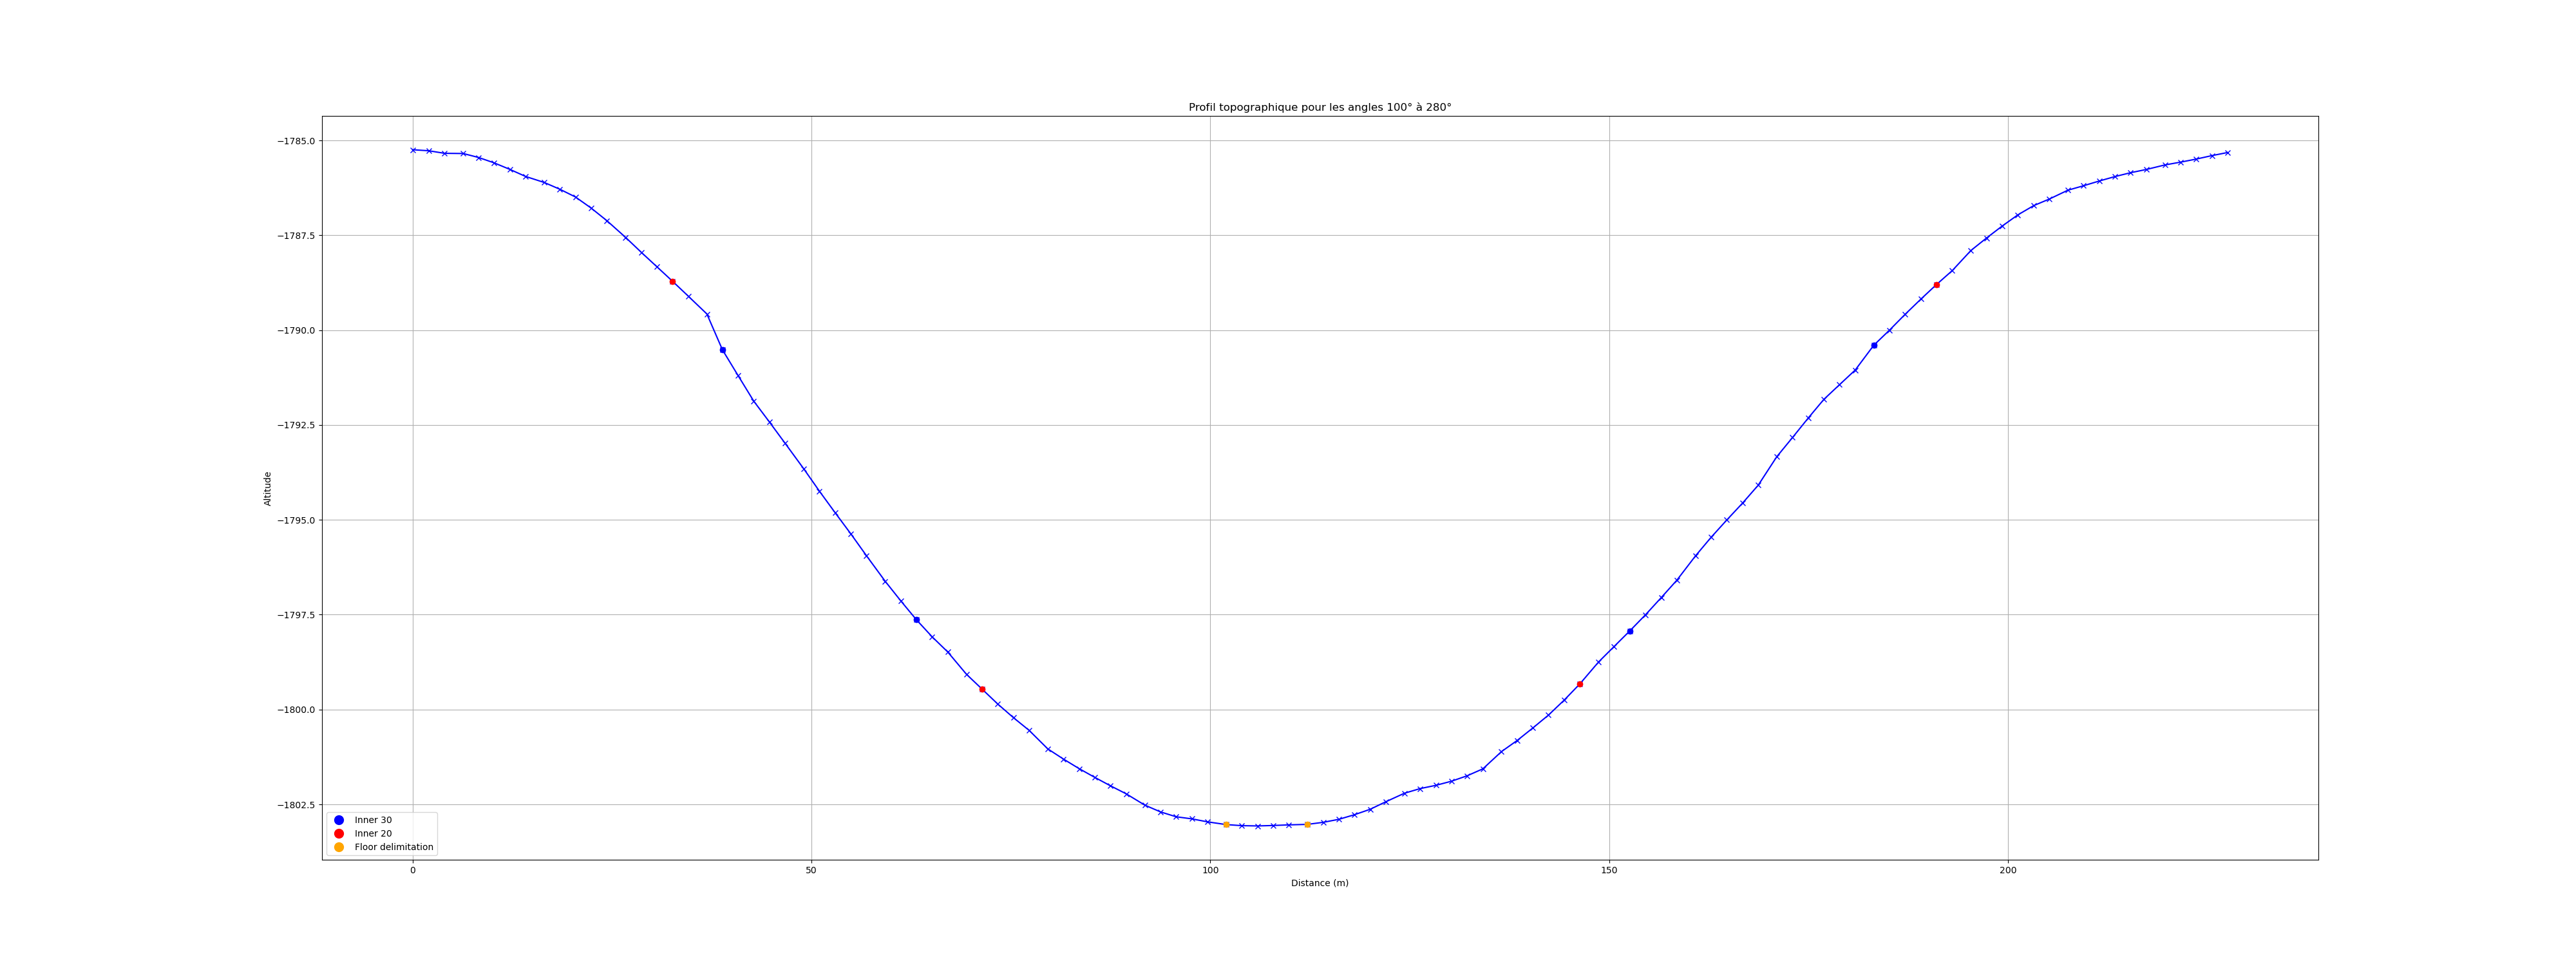 Profil topographique pour les angles 100° à 280°
−1785.0
−1787.5
−1790.0
−1792.5
−1795.0
−1797.5
−1800.0
−1802.5
Altitude
Inner 30
Inner 20
Floor delimitation
0
50
100
150
200
Distance (m)